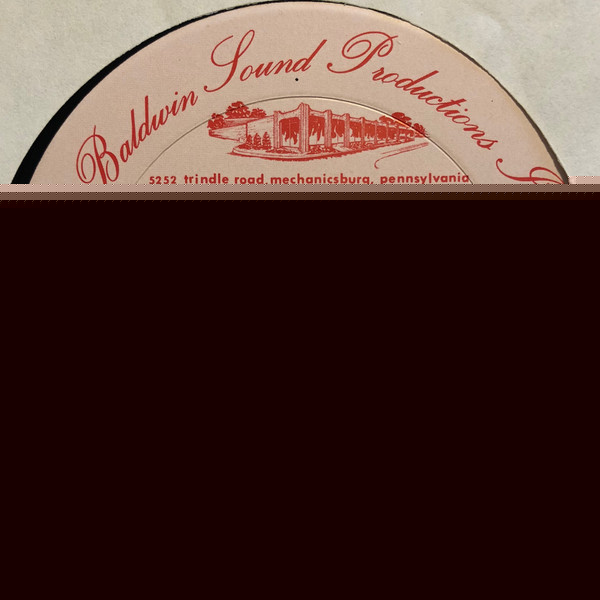 Baldwin Sound Productions
5252 trindle road, mechanicsburg, pennsylvania